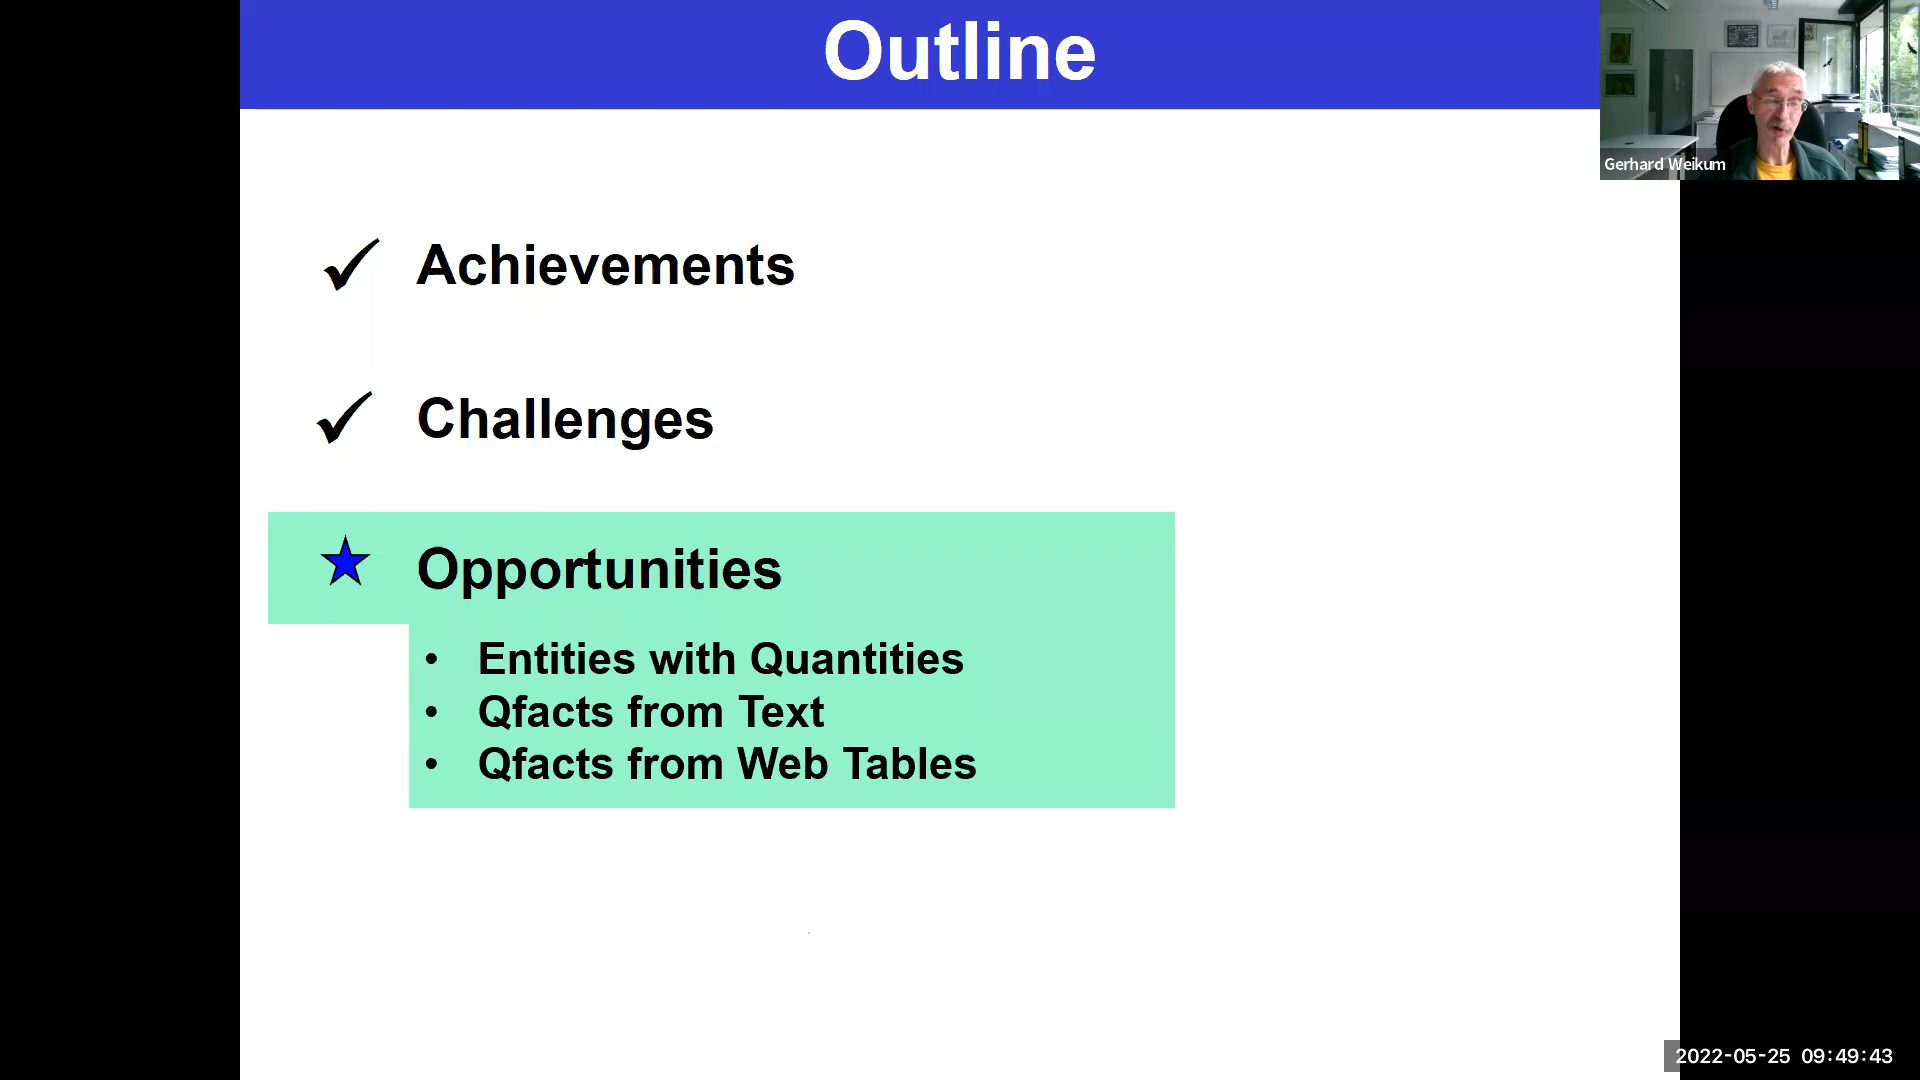 Outline
Gerhard Weikum
Achievements
Challenges
Opportunities
• Entities with Quantities
• Qfacts from Text
• Qfacts from Web Tables
2022-05-25 09:49:43